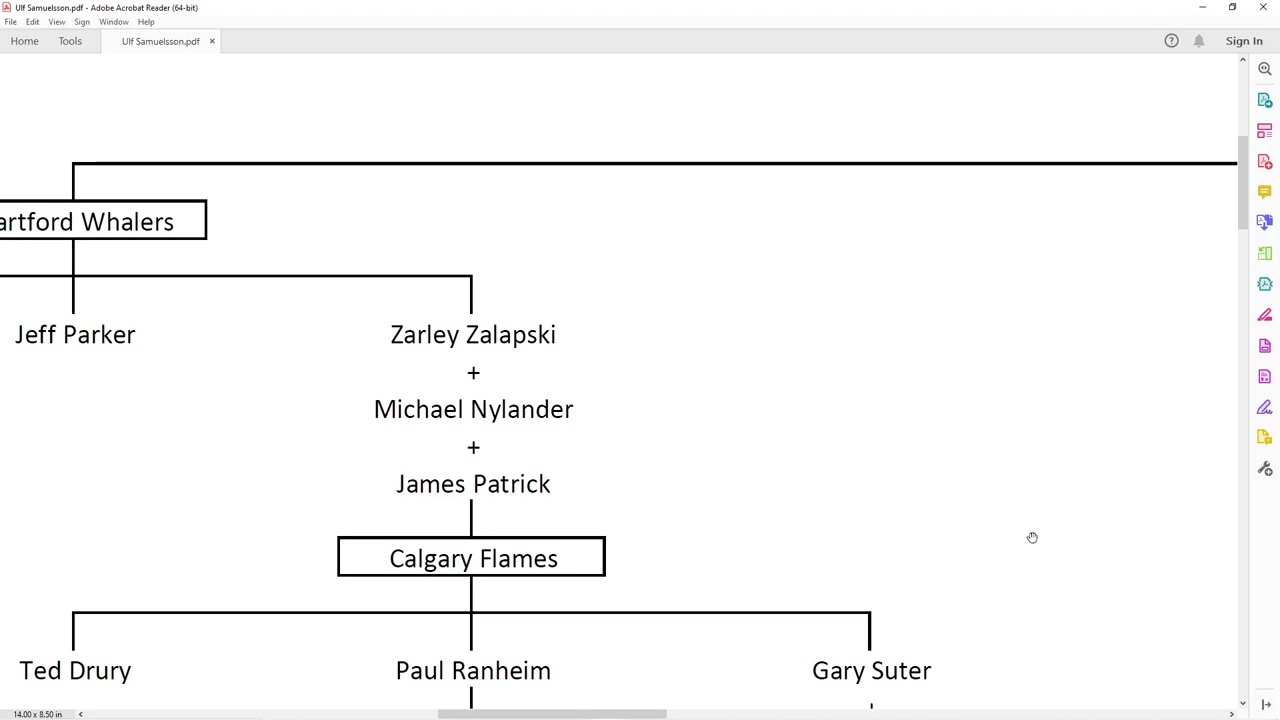 Ulf Samuelsson.pdf - Adobe Acrobat Reader (64-bit)
File Edit View Sign Window Help
Home Tools Ulf Samuelsson.pdf × Sign In
artford Whalers
Jeff Parker Zarley Zalapski
+
Michael Nylander
+
James Patrick
Calgary Flames
Ted Drury Paul Ranheim Gary Suter
14.00 x 8.50 in